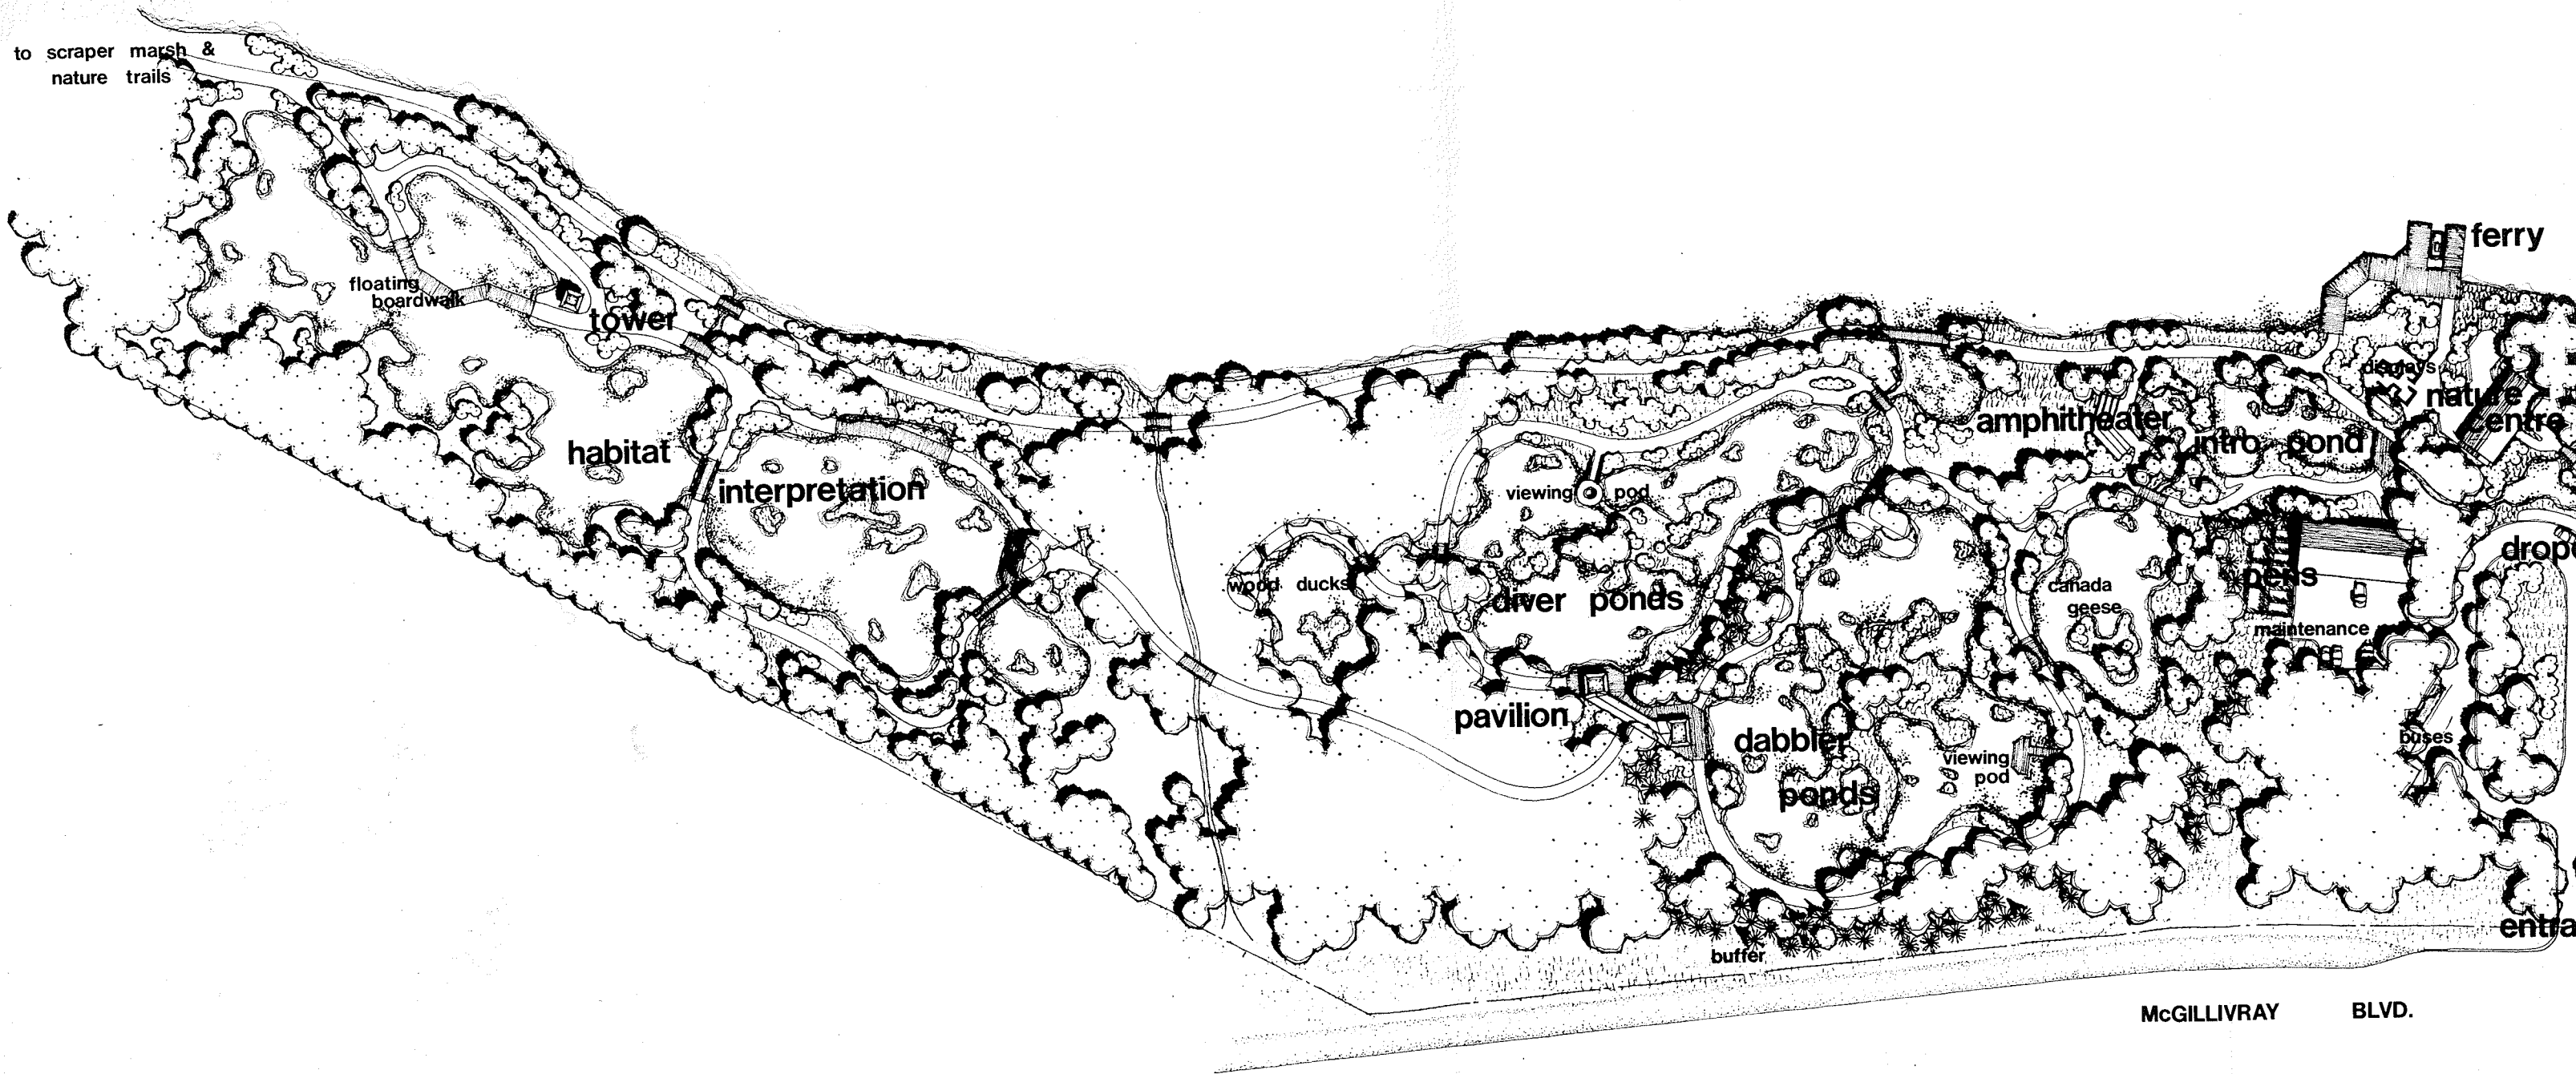 to scraper marsh &
nature trails
ferry
floating
boardwalk
tower
displays
nature
centre
amphitheater
intro pond
habitat
interpretation
viewing pod
wood ducks
diver ponds
canada
geese
pens
maintenance
pavilion
dabbler
ponds
viewing
pod
buses
buffer
McGILLIVRAY BLVD.